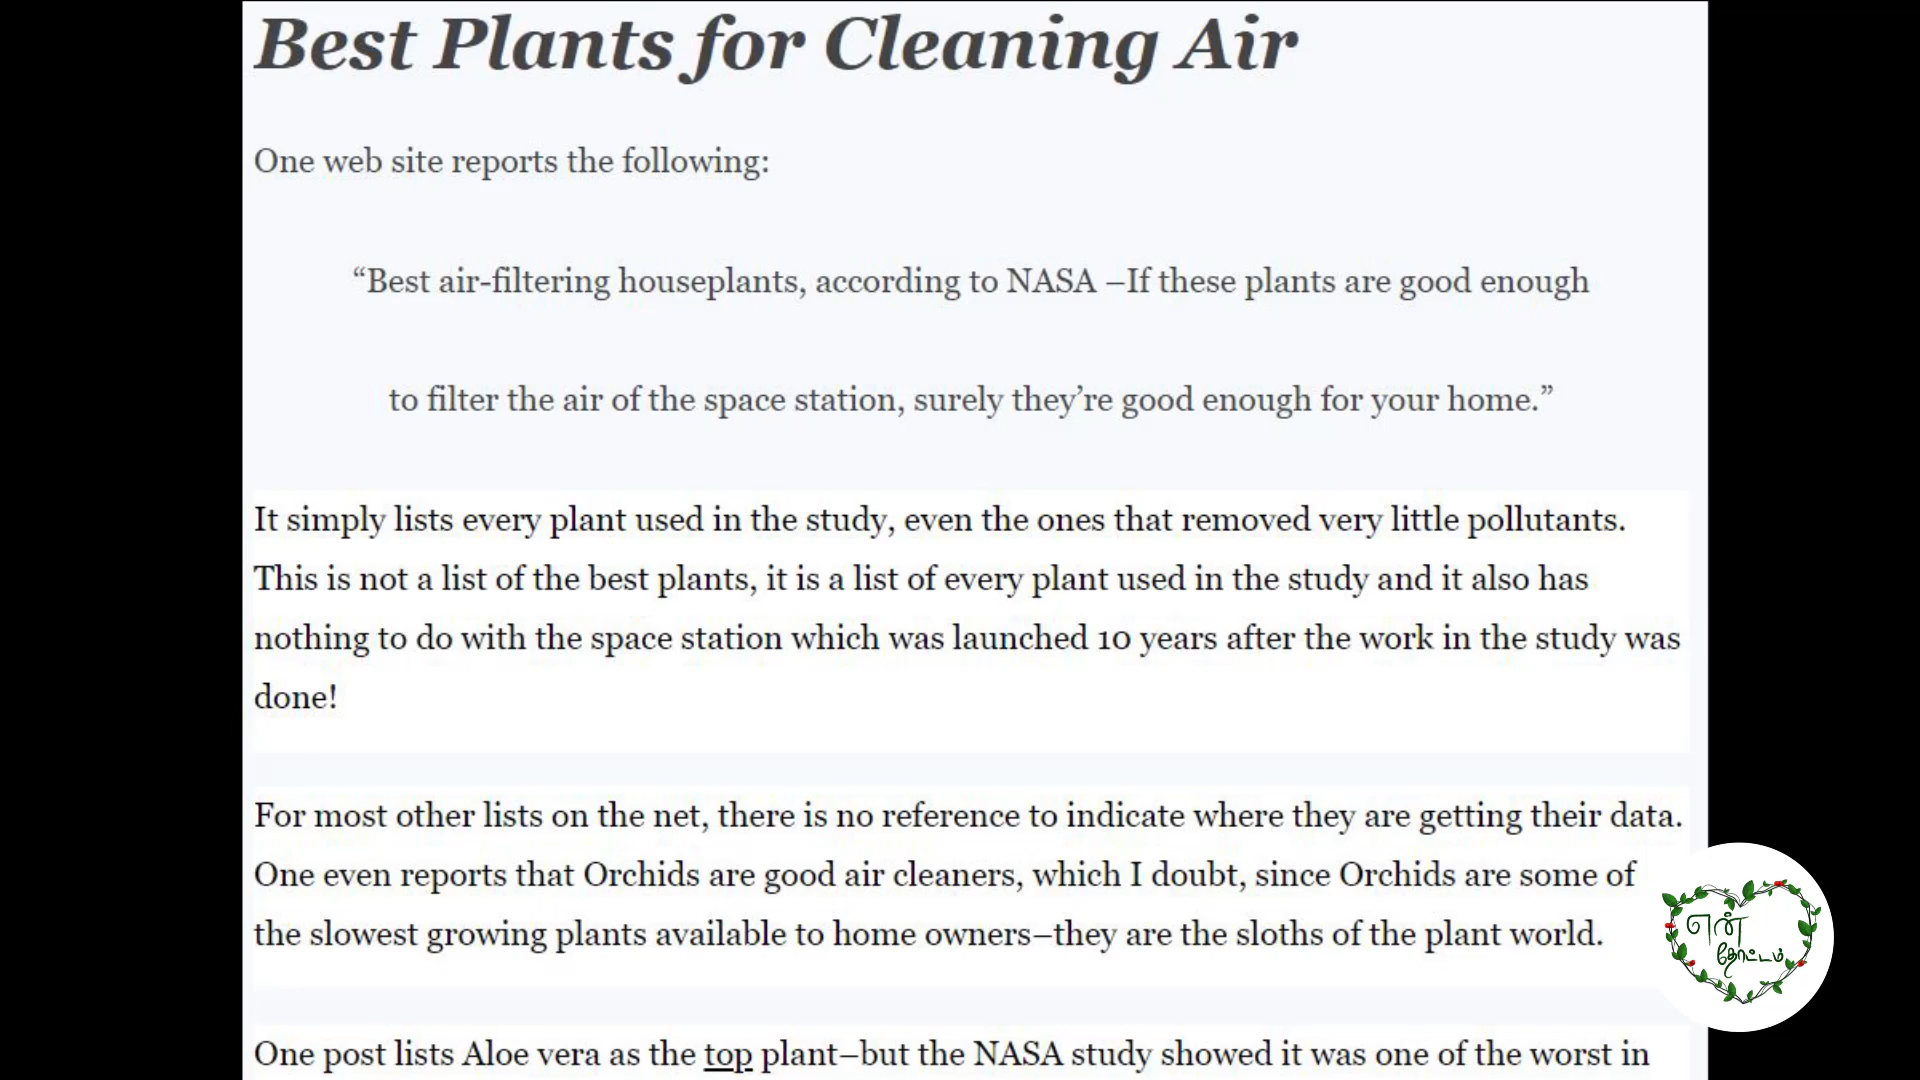 Best Plants for Cleaning Air
One web site reports the following:
“Best air-filtering houseplants, according to NASA –If these plants are good enough
to filter the air of the space station, surely they’re good enough for your home.”
It simply lists every plant used in the study, even the ones that removed very little pollutants.
This is not a list of the best plants, it is a list of every plant used in the study and it also has
nothing to do with the space station which was launched 10 years after the work in the study was
done!
For most other lists on the net, there is no reference to indicate where they are getting their data.
One even reports that Orchids are good air cleaners, which I doubt, since Orchids are some of
the slowest growing plants available to home owners–they are the sloths of the plant world.
என்
தோட்டம்
One post lists Aloe vera as the top plant–but the NASA study showed it was one of the worst in